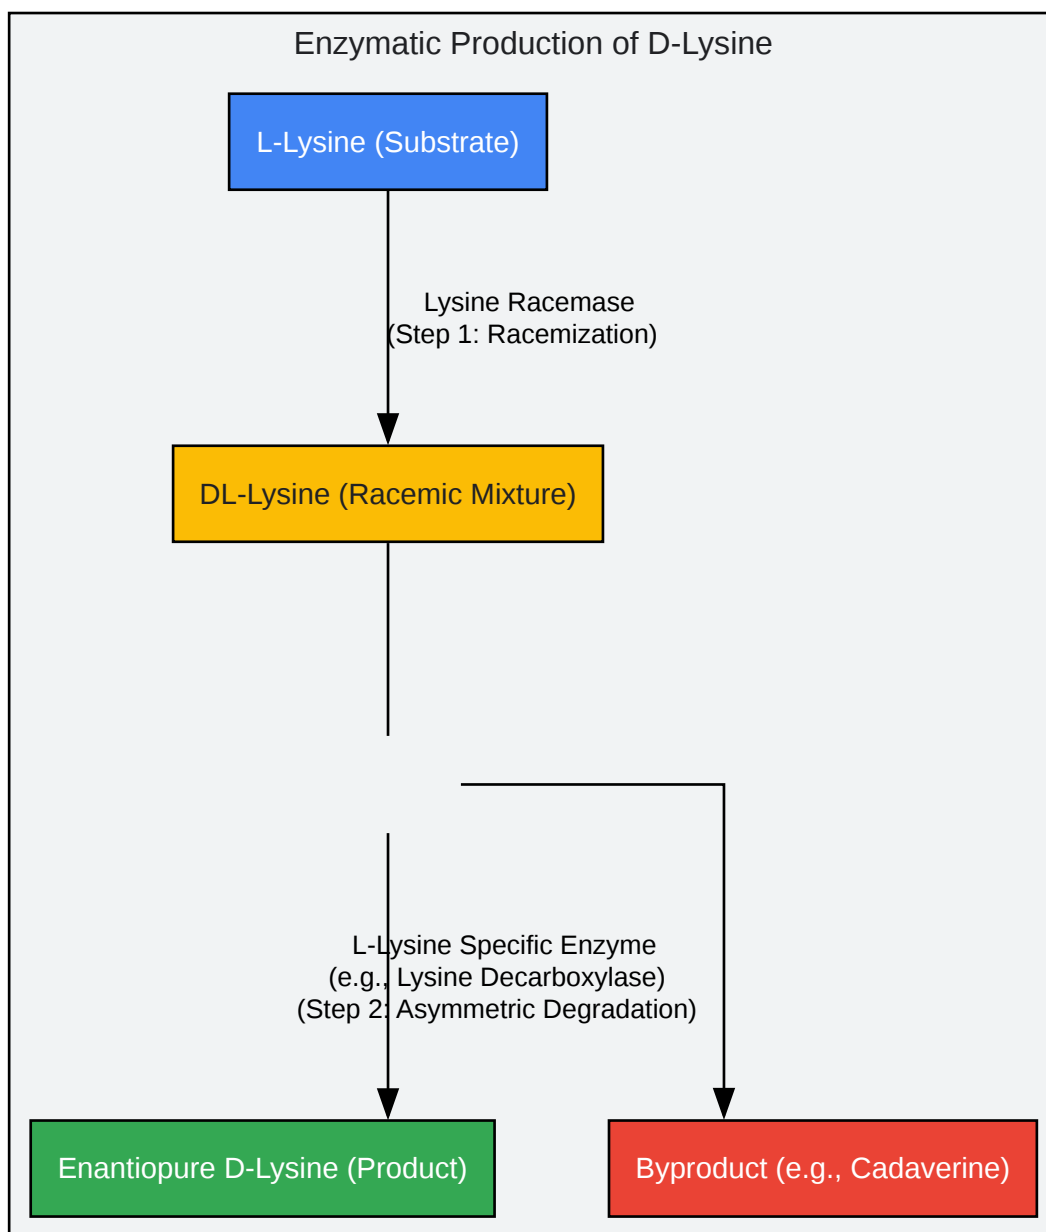 Enzymatic Production of D-Lysine
L-Lysine (Substrate)
Lysine Racemase
(Step 1: Racemization)
DL-Lysine (Racemic Mixture)
L-Lysine Specific Enzyme
(e.g., Lysine Decarboxylase)
(Step 2: Asymmetric Degradation)
Enantiopure D-Lysine (Product)
Byproduct (e.g., Cadaverine)